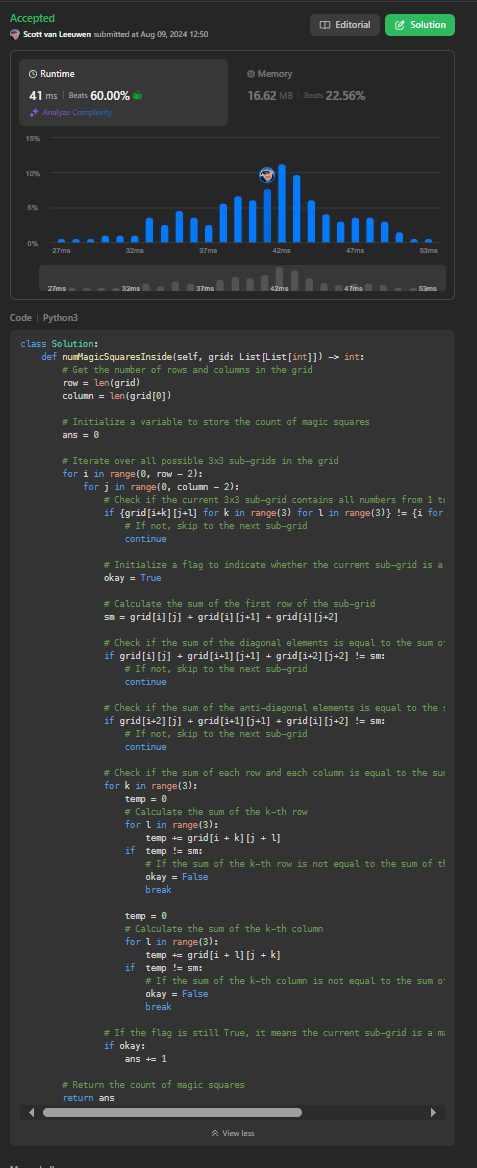 Accepted
Editorial
Solution
Scott van Leeuwen submitted at Aug 09, 2024 12:50
Runtime
41 ms | Beats 60.00%
Analyze Complexity
Memory
16.62 MB | Beats 22.56%
15%
10%
5%
0%
27ms 32ms 37ms 42ms 47ms 53ms
27ms 32ms 37ms 42ms 47ms 53ms
Code | Python3
class Solution:
    def numMagicSquaresInside(self, grid: List[List[int]]) -> int:
        # Get the number of rows and columns in the grid
        row = len(grid)
        column = len(grid[0])
        # Initialize a variable to store the count of magic squares
        ans = 0
        # Iterate over all possible 3x3 sub-grids in the grid
        for i in range(0, row - 2):
            for j in range(0, column - 2):
                # Check if the current 3x3 sub-grid contains all numbers from 1 to
                if {grid[i+k][j+l] for k in range(3) for l in range(3)} != {i for
                    # If not, skip to the next sub-grid
                    continue
                # Initialize a flag to indicate whether the current sub-grid is a
                okay = True
                # Calculate the sum of the first row of the sub-grid
                sm = grid[i][j] + grid[i][j+1] + grid[i][j+2]
                # Check if the sum of the diagonal elements is equal to the sum of
                if grid[i][j] + grid[i+1][j+1] + grid[i+2][j+2] != sm:
                    # If not, skip to the next sub-grid
                    continue
                # Check if the sum of the anti-diagonal elements is equal to the s
                if grid[i+2][j] + grid[i+1][j+1] + grid[i][j+2] != sm:
                    # If not, skip to the next sub-grid
                    continue
                # Check if the sum of each row and each column is equal to the sum
                for k in range(3):
                    temp = 0
                    # Calculate the sum of the k-th row
                    for l in range(3):
                        temp += grid[i + k][j + l]
                    if  temp != sm:
                        # If the sum of the k-th row is not equal to the sum of th
                        okay = False
                        break
                    temp = 0
                    # Calculate the sum of the k-th column
                    for l in range(3):
                        temp += grid[i + l][j + k]
                    if  temp != sm:
                        # If the sum of the k-th column is not equal to the sum of
                        okay = False
                        break
                # If the flag is still True, it means the current sub-grid is a ma
                if okay:
                    ans += 1
        # Return the count of magic squares
        return ans
View less